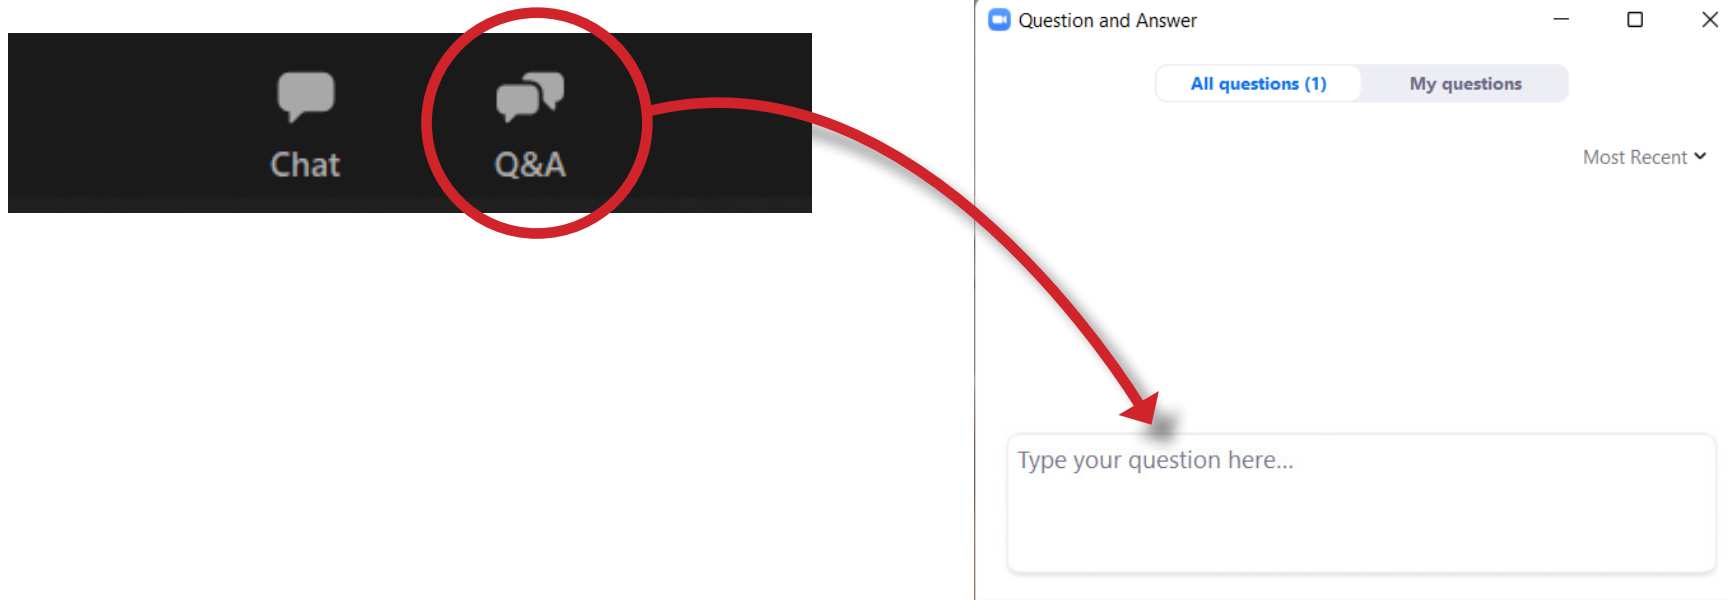 Chat
Q&A
Question and Answer
All questions (1)
My questions
Most Recent
Type your question here...